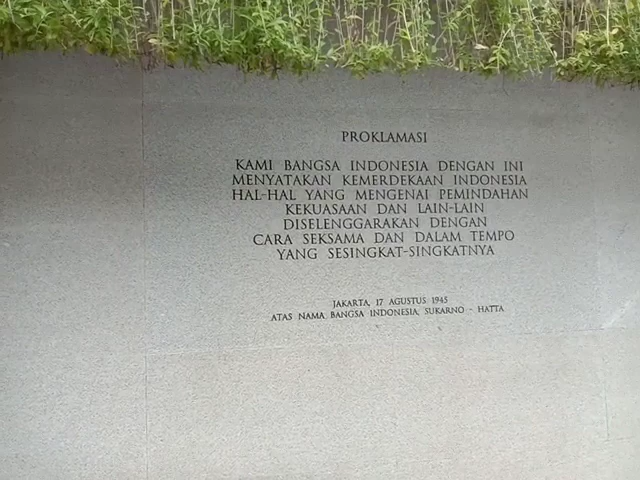 PROKLAMASI
KAMI BANGSA INDONESIA DENGAN INI
MENYATAKAN KEMERDEKAAN INDONESIA
HAL-HAL YANG MENGENAI PEMINDAHAN
KEKUASAAN DAN LAIN-LAIN
DISELENGGARAKAN DENGAN
CARA SEKSAMA DAN DALAM TEMPO
YANG SESINGKAT-SINGKATNYA
JAKARTA, 17 AGUSTUS 1945
ATAS NAMA BANGSA INDONESIA, SUKARNO - HATTA